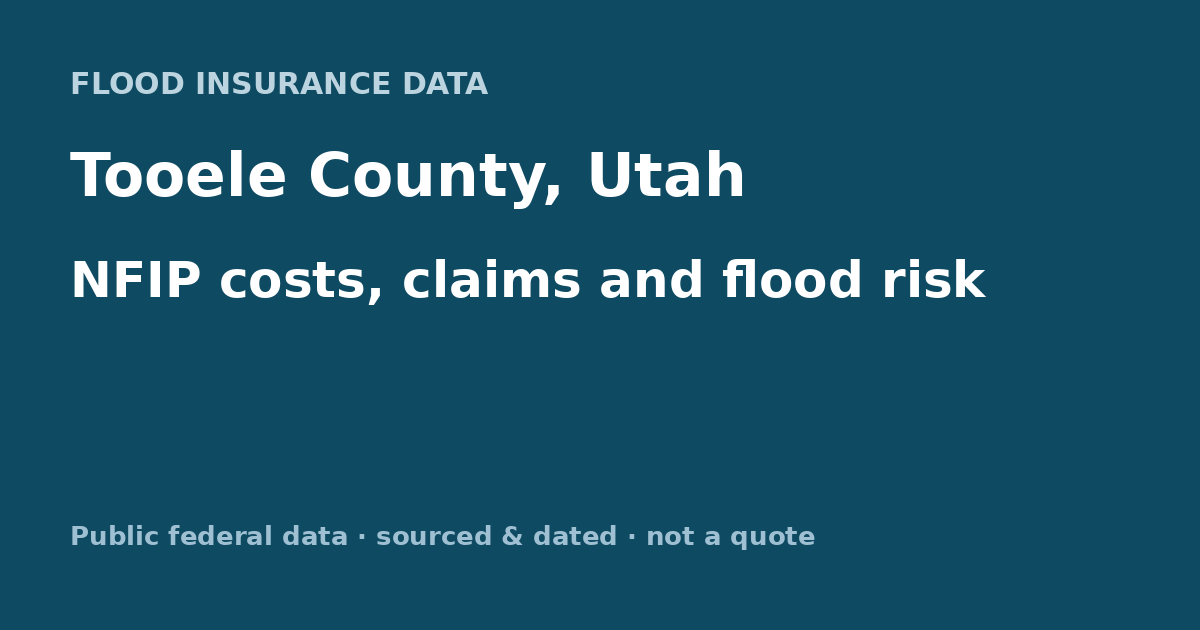 FLOOD INSURANCE DATA
Tooele County, Utah
NFIP costs, claims and flood risk
Public federal data · sourced & dated · not a quote